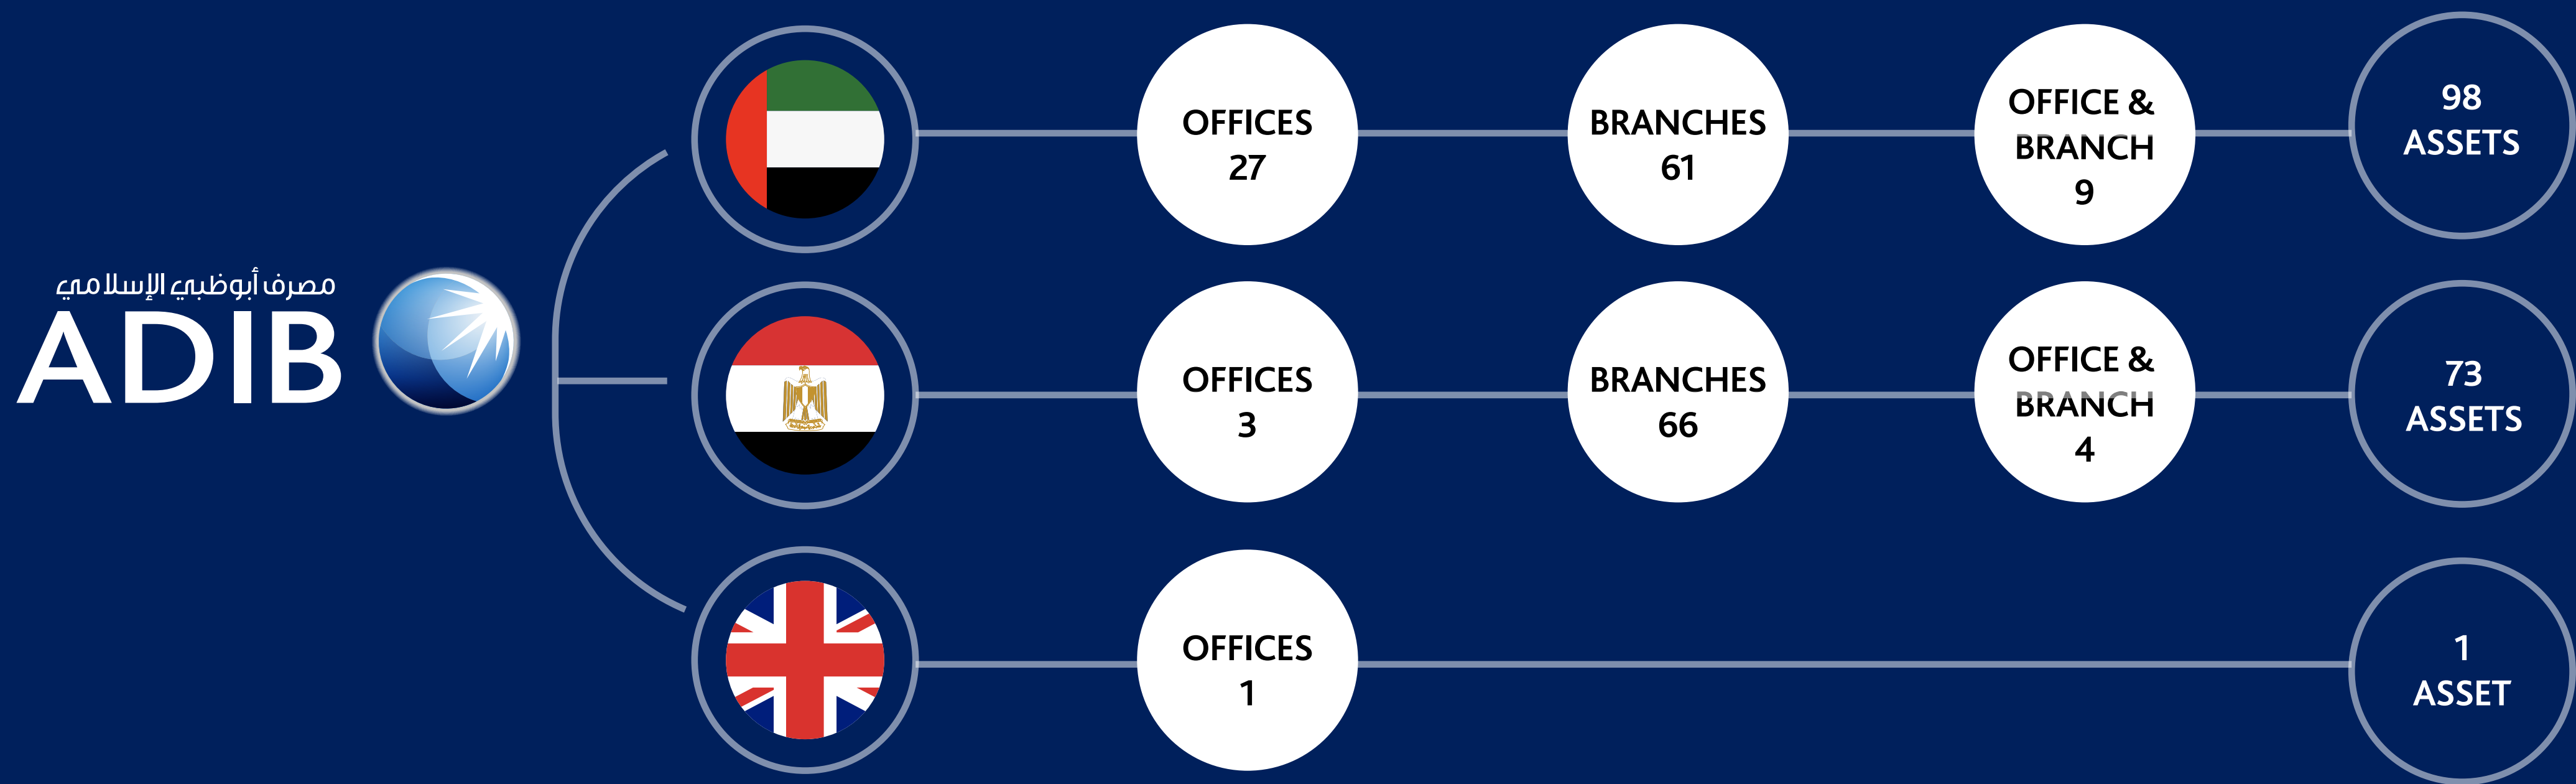 مصرف أبوظبي الإسلامي
ADIB
OFFICES
27
BRANCHES
61
OFFICE &
BRANCH
9
98
ASSETS
OFFICES
3
BRANCHES
66
OFFICE &
BRANCH
4
73
ASSETS
OFFICES
1
1
ASSET